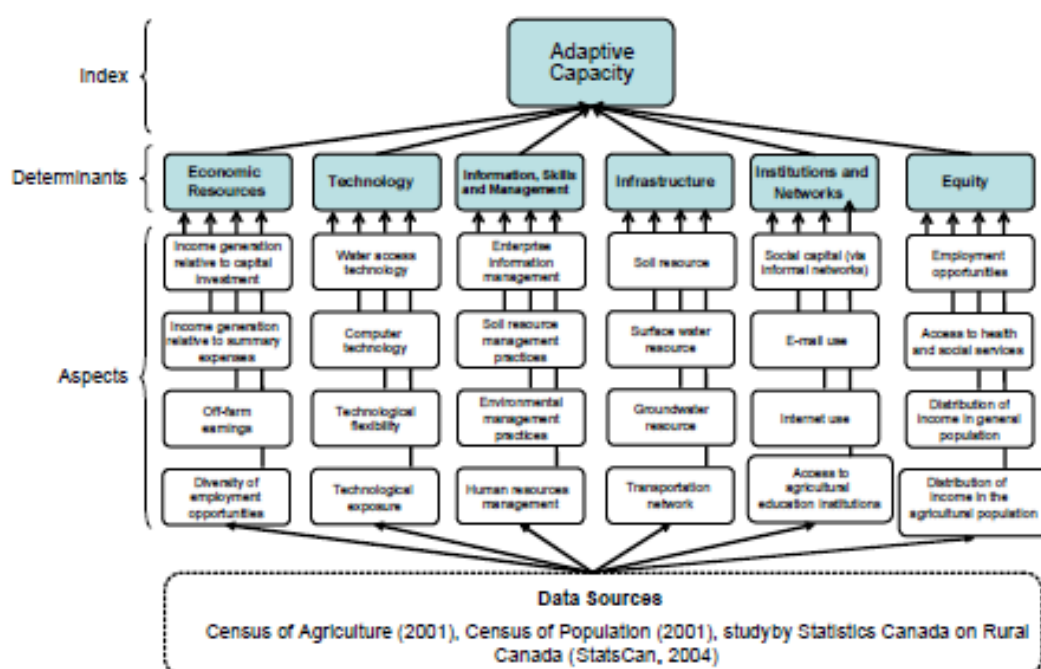 Adaptive
Capacity
Index
Determinants
Economic
Resources
Technology
Information, Skills
and Management
Infrastructure
Institutions and
Networks
Equity
Aspects
Income generation
relative to capital
investment
Water access
technology
Enterprise
information
management
Soil resource
Social capital (via
informal networks)
Employment
opportunities
Income generation
relative to summary
expenses
Computer
technology
Soil resource
management
practices
Surface water
resource
E-mail use
Access to health
and social services
Off-farm
earnings
Technological
flexibility
Environmental
management
practices
Groundwater
resource
Internet use
Distribution of
income in general
population
Diversity of
employment
opportunities
Technological
exposure
Human resources
management
Transportation
network
Access to
agricultural
education institutions
Distribution of
income in the
agricultural population
Data Sources
Census of Agriculture (2001), Census of Population (2001), studyby Statistics Canada on Rural
Canada (StatsCan, 2004)